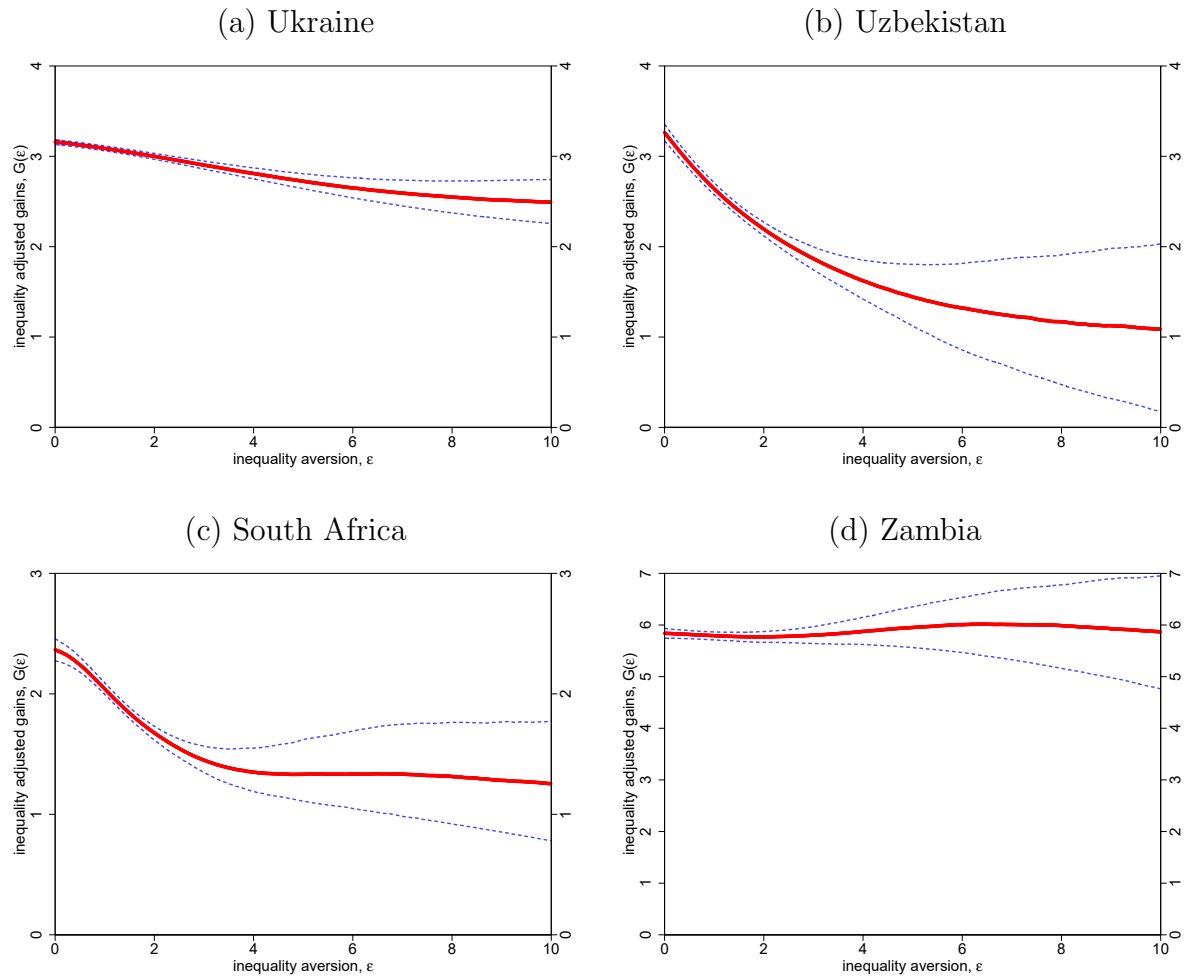 (a) Ukraine
4
3
2
1
0
4
3
2
1
0
0 2 4 6 8 10
inequality adjusted gains, G(ε)
inequality aversion, ε
(b) Uzbekistan
4
3
2
1
0
4
3
2
1
0
0 2 4 6 8 10
inequality adjusted gains, G(ε)
inequality aversion, ε
(c) South Africa
3
2
1
0
3
2
1
0
0 2 4 6 8 10
inequality adjusted gains, G(ε)
inequality aversion, ε
(d) Zambia
7
6
5
4
3
2
1
0
7
6
5
4
3
2
1
0
0 2 4 6 8 10
inequality adjusted gains, G(ε)
inequality aversion, ε